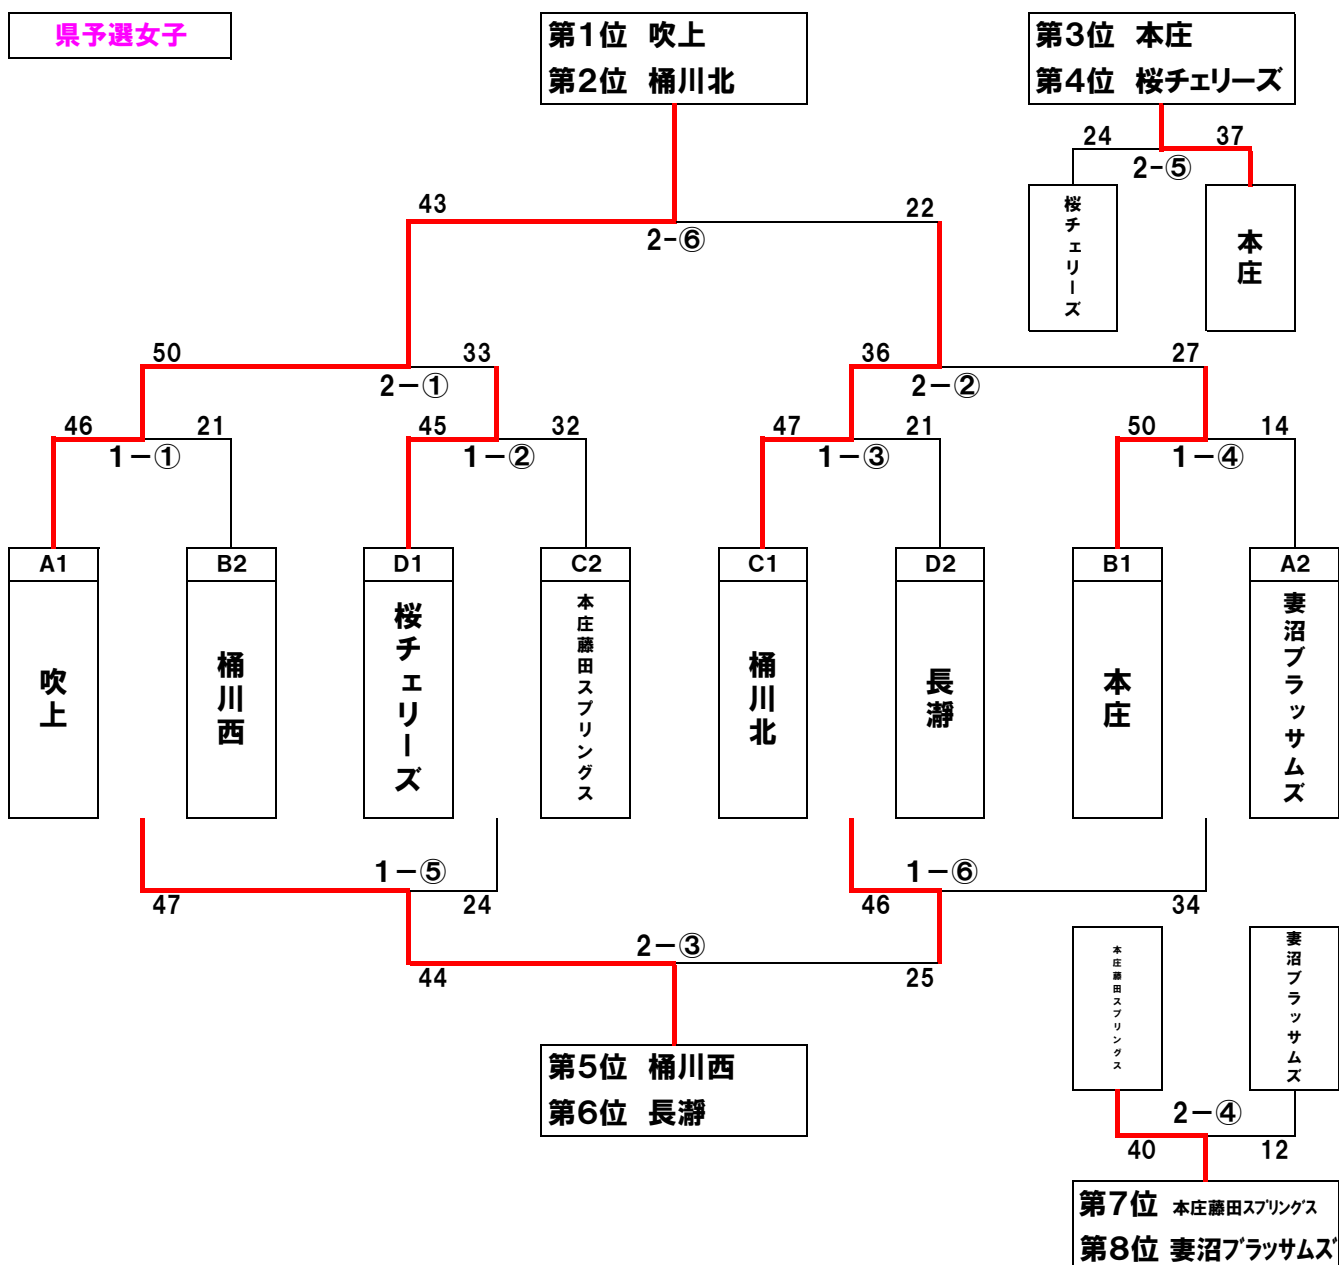 県予選女子
第1位 吹上
第2位 桶川北
第3位 本庄
第4位 桜チェリーズ
24 37
2-⑤
桜チェリーズ
本庄
43 22
2-⑥
50 33
2-①
36 27
2-②
46 21
1-①
45 32
1-②
47 21
1-③
50 14
1-④
A1 B2 D1 C2 C1 D2 B1 A2
吹上
桶川西
桜チェリーズ
本庄藤田スプリングス
桶川北
長瀞
本庄
妻沼ブラッサムズ
1-⑤
47 24
1-⑥
46 34
2-③
44 25
第5位 桶川西
第6位 長瀞
本庄藤田スプリングス
妻沼ブラッサムズ
2-④
40 12
第7位 本庄藤田スプリングス
第8位 妻沼ブラッサムズ